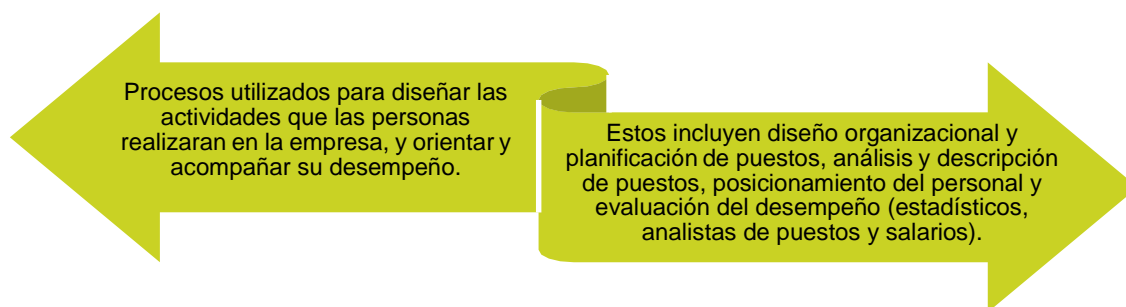 Procesos utilizados para diseñar las
actividades que las personas
realizaran en la empresa, y orientar y
acompañar su desempeño.
Estos incluyen diseño organizacional y
planificación de puestos, análisis y descripción
de puestos, posicionamiento del personal y
evaluación del desempeño (estadísticos,
analistas de puestos y salarios).